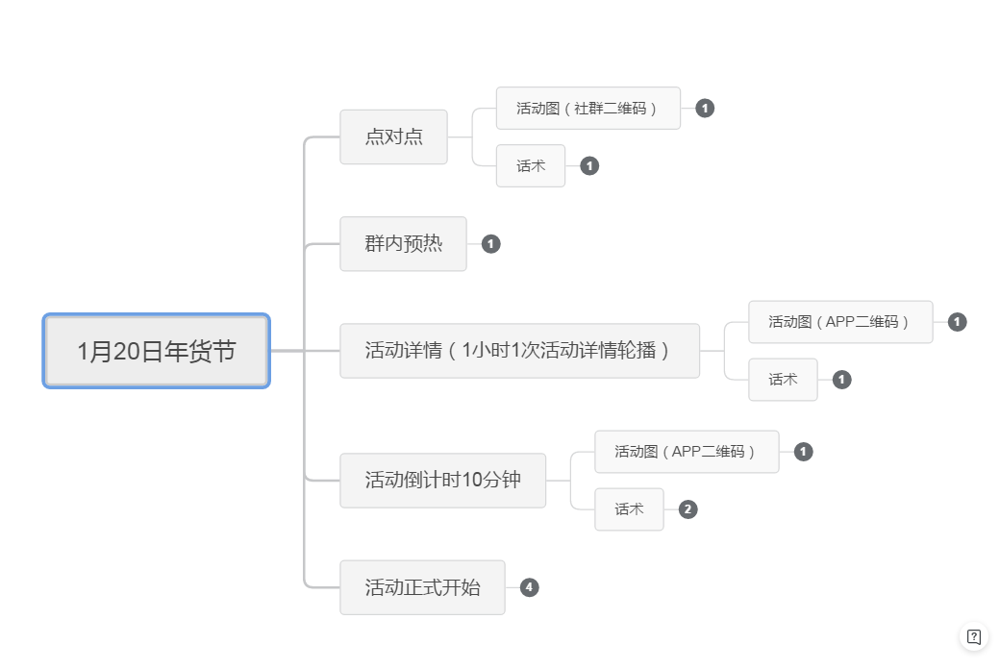 1月20日年货节
点对点
活动图（社群二维码） 1
话术 1
群内预热 1
活动详情（1小时1次活动详情轮播）
活动图（APP二维码） 1
话术 1
活动倒计时10分钟
活动图（APP二维码） 1
话术 2
活动正式开始 4
?